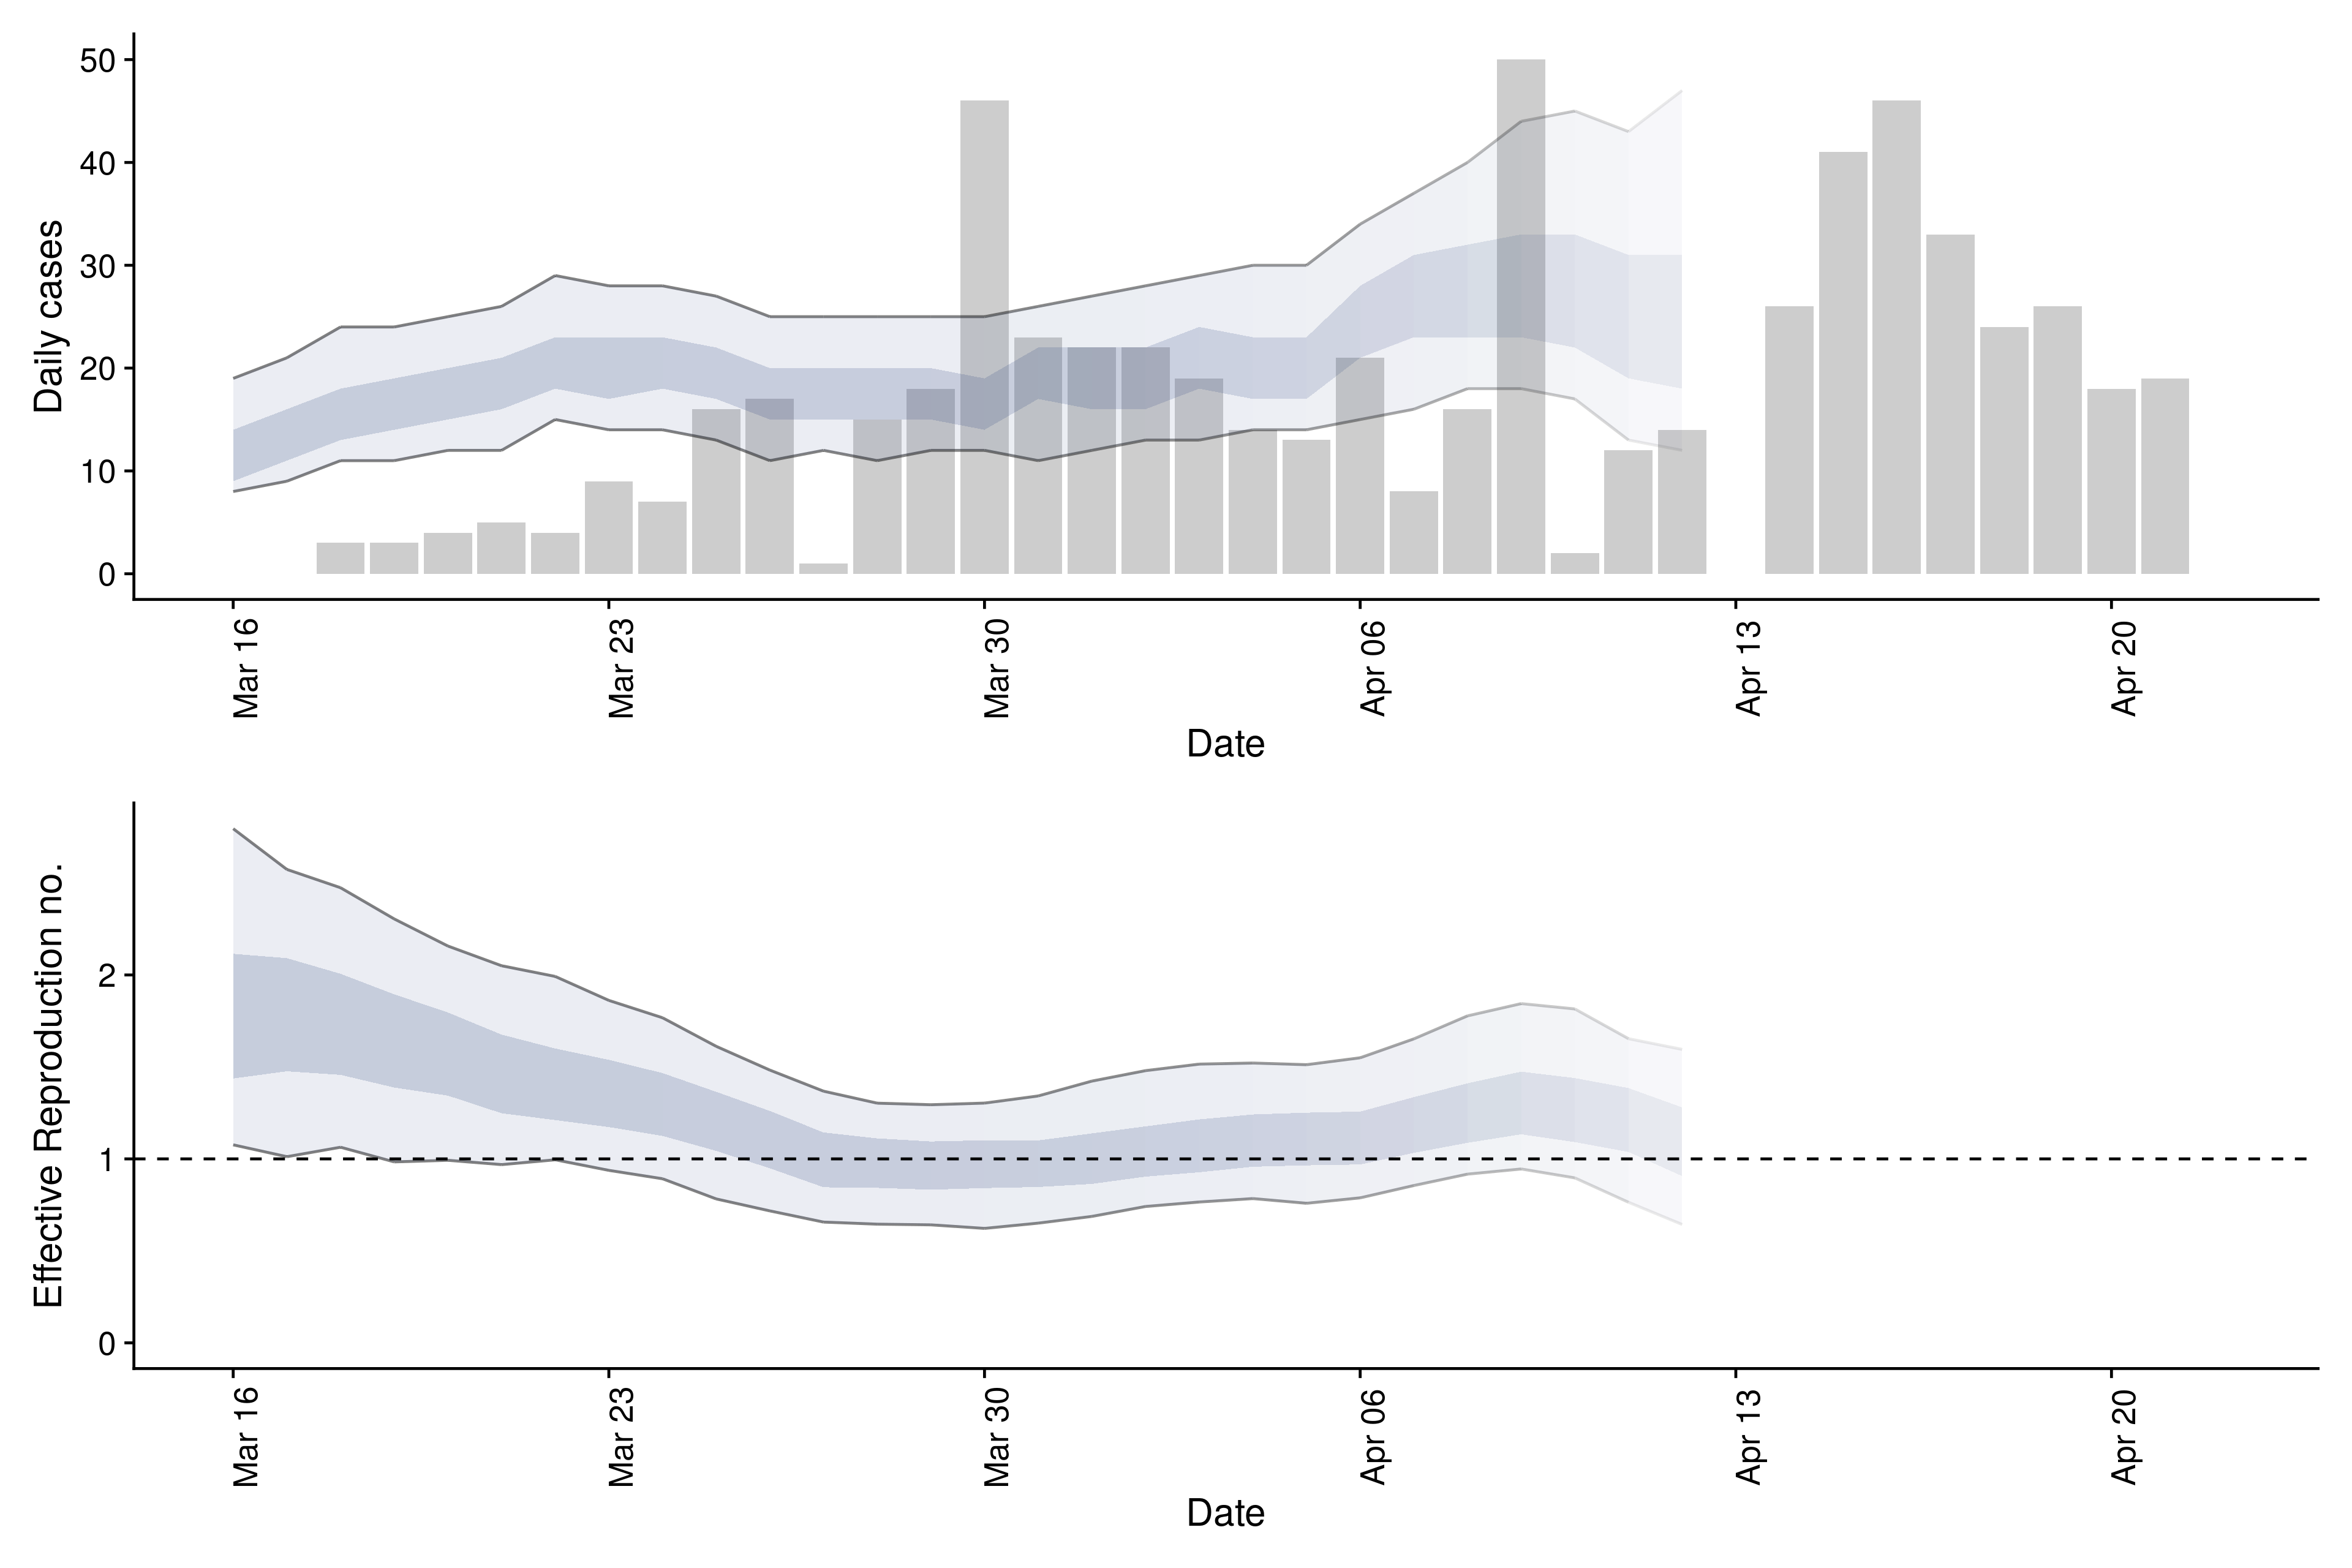 Daily cases
50
40
30
20
10
0
Mar 16
Mar 23
Mar 30
Apr 06
Apr 13
Apr 20
Date
Effective Reproduction no.
2
1
0
Mar 16
Mar 23
Mar 30
Apr 06
Apr 13
Apr 20
Date